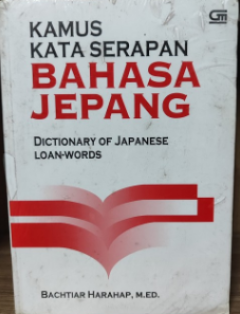 KAMUS
KATA SERAPAN
BAHASA
JEPANG
DICTIONARY OF JAPANESE
LOAN-WORDS
BACHTIAR HARAHAP, M.ED.